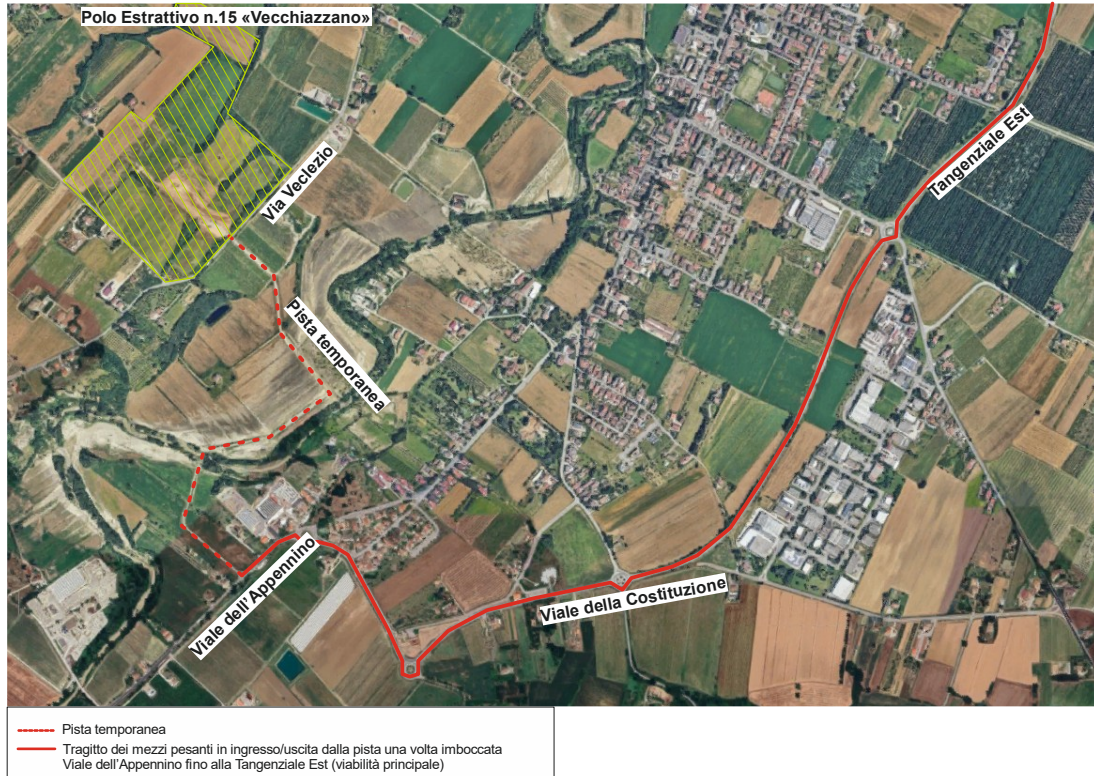 Polo Estrattivo n.15 «Vecchiazzano»
Via Veclezio
Tangenziale Est
Pista temporanea
Viale dell'Appennino
Viale della Costituzione
Pista temporanea
Tragitto dei mezzi pesanti in ingresso/uscita dalla pista una volta imboccata
Viale dell'Appennino fino alla Tangenziale Est (viabilità principale)